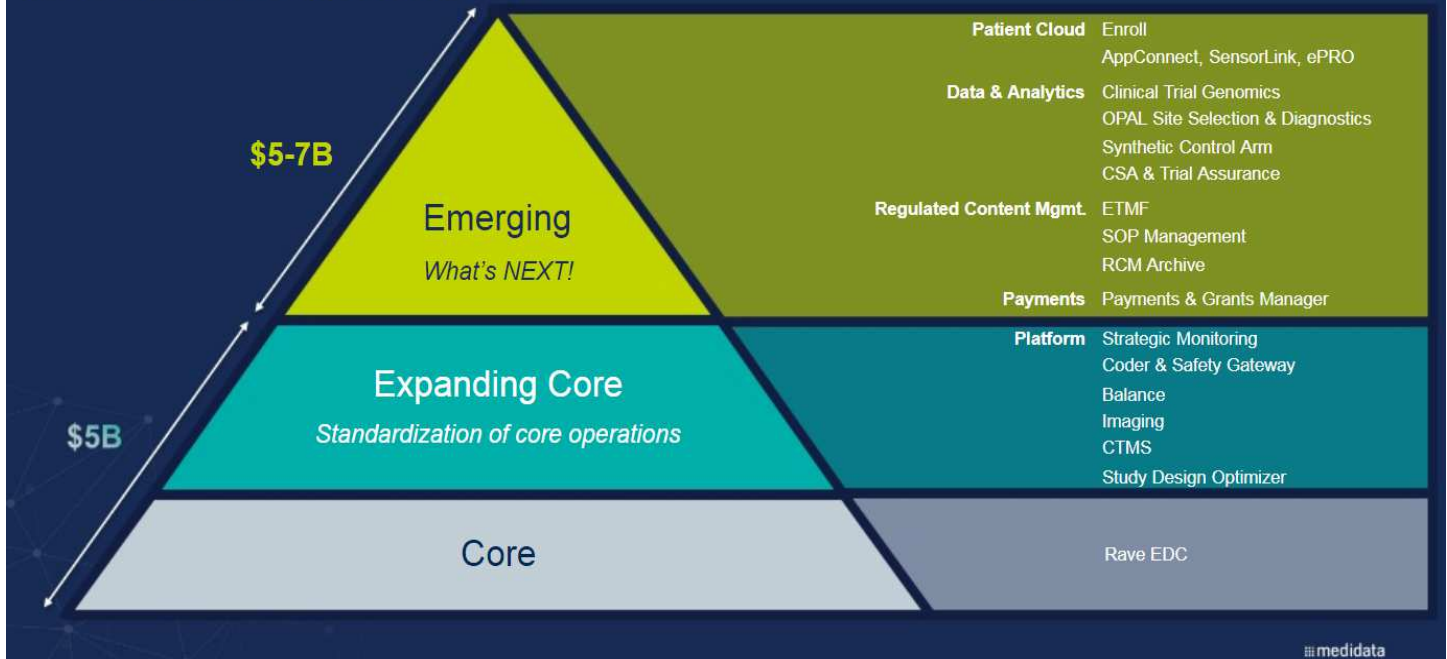 Patient Cloud Enroll
AppConnect, SensorLink, ePRO
Data & Analytics Clinical Trial Genomics
OPAL Site Selection & Diagnostics
$5-7B
Synthetic Control Arm
CSA & Trial Assurance
Emerging
What's NEXT!
Regulated Content Mgmt. ETMF
SOP Management
RCM Archive
Payments Payments & Grants Manager
$5B
Expanding Core
Standardization of core operations
Platform Strategic Monitoring
Coder & Safety Gateway
Balance
Imaging
CTMS
Study Design Optimizer
Core
Rave EDC
medidata